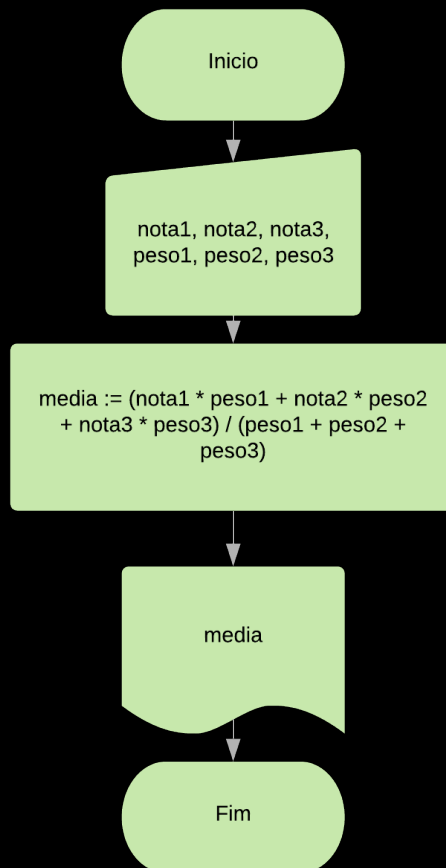 Inicio
nota1, nota2, nota3,
peso1, peso2, peso3
media := (nota1 * peso1 + nota2 * peso2
+ nota3 * peso3) / (peso1 + peso2 +
peso3)
media
Fim